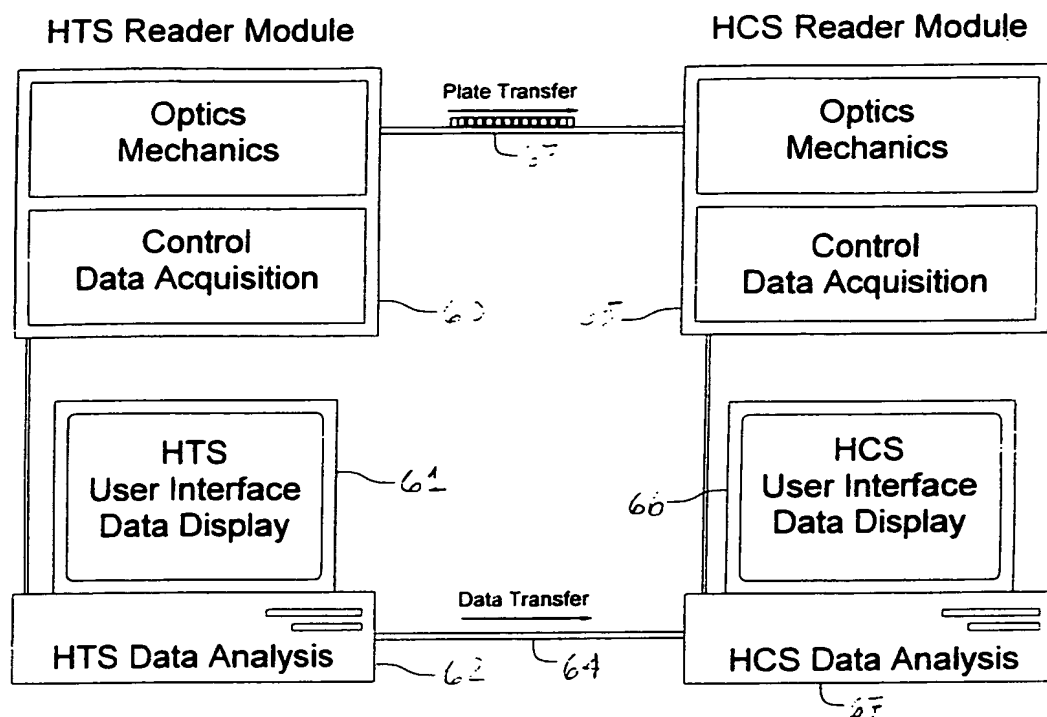 HTS Reader Module
HCS Reader Module
Optics
Mechanics
Control
Data Acquisition
Plate Transfer
Optics
Mechanics
Control
Data Acquisition
HTS
User Interface
Data Display
61
HCS
User Interface
Data Display
66
HTS Data Analysis
62
Data Transfer
64
HCS Data Analysis